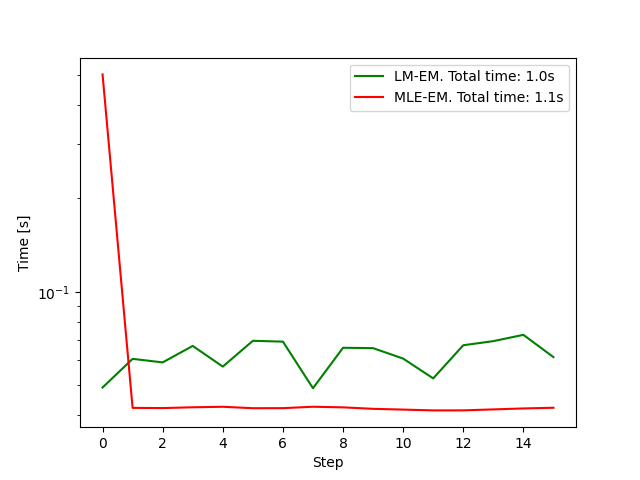 LM-EM. Total time: 1.0s
MLE-EM. Total time: 1.1s
Time [s]
10⁻¹
0 2 4 6 8 10 12 14
Step